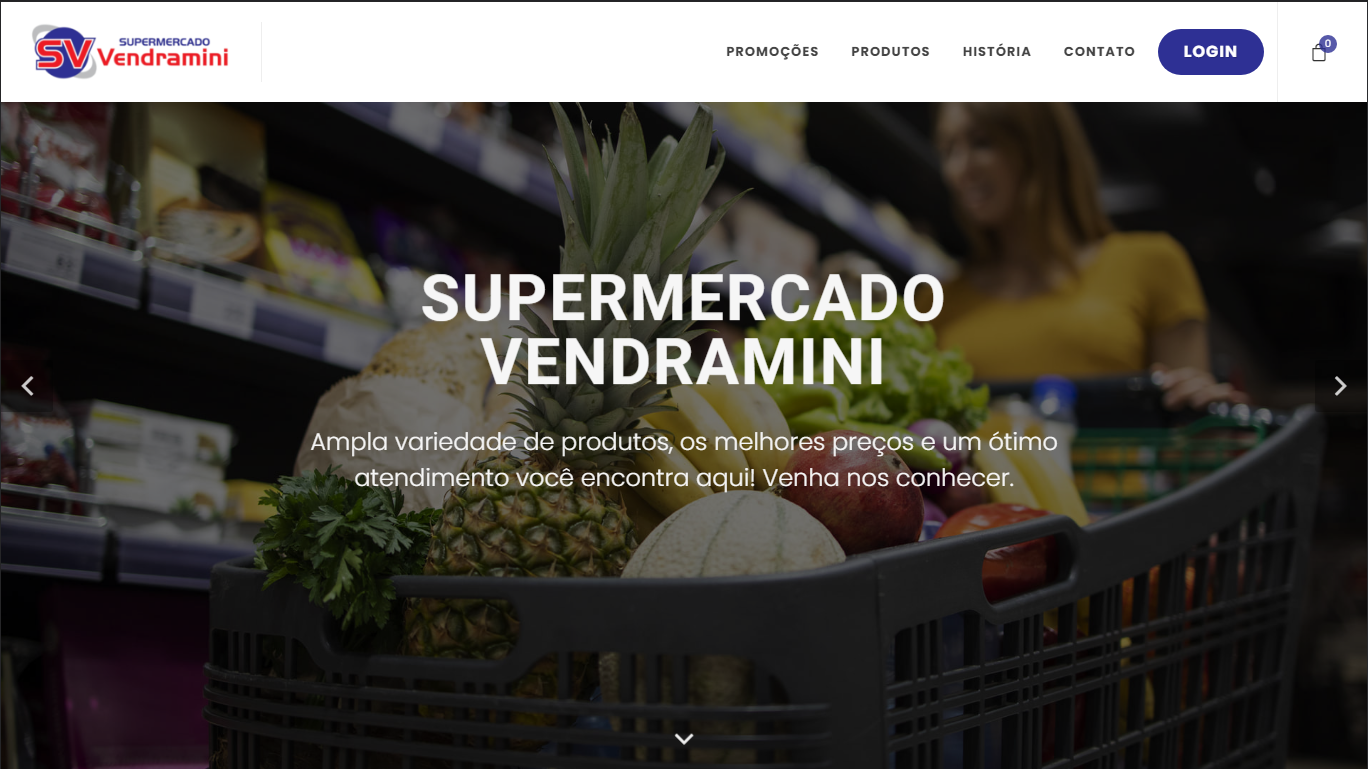 SV
SUPERMERCADO
Vendramini
PROMOÇÕES
PRODUTOS
HISTÓRIA
CONTATO
LOGIN
0
SUPERMERCADO
VENDRAMINI
Ampla variedade de produtos, os melhores preços e um ótimo
atendimento você encontra aqui! Venha nos conhecer.